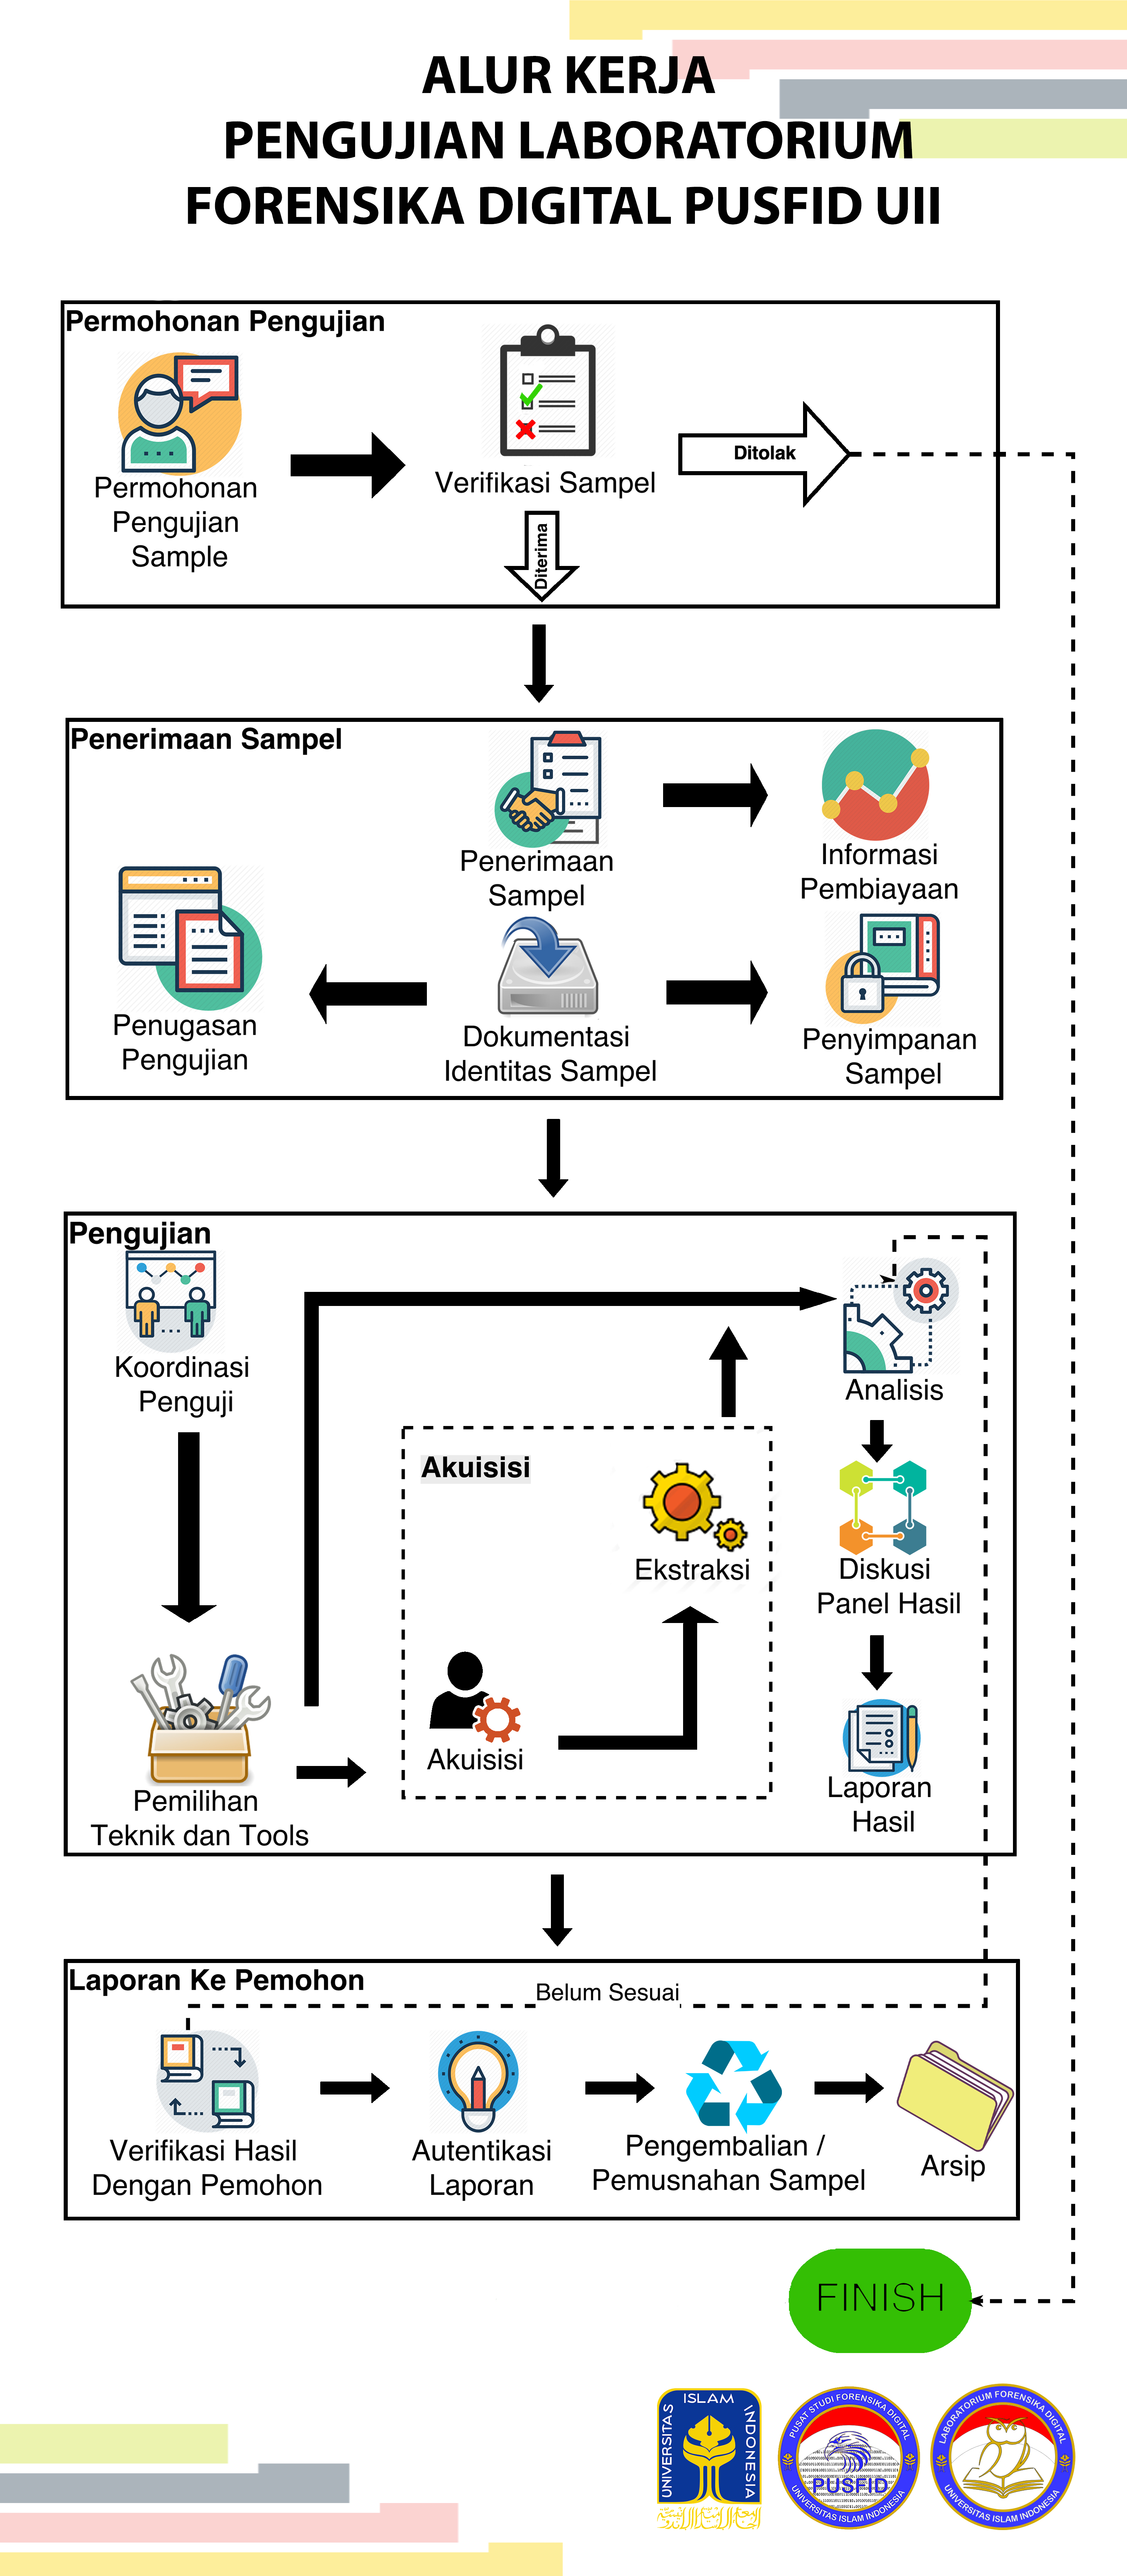 ALUR KERJA
PENGUJIAN LABORATORIUM
FORENSIKA DIGITAL PUSFID UII
Permohonan Pengujian
Permohonan
Pengujian
Sample
Verifikasi Sampel
Ditolak
Diterima
Penerimaan Sampel
Penerimaan
Sampel
Informasi
Pembiayaan
Penugasan
Pengujian
Dokumentasi
Identitas Sampel
Penyimpanan
Sampel
Pengujian
Koordinasi
Penguji
Analisis
Akuisisi
Ekstraksi
Diskusi
Panel Hasil
Akuisisi
Laporan
Hasil
Pemilihan
Teknik dan Tools
Laporan Ke Pemohon
Belum Sesuai
Verifikasi Hasil
Dengan Pemohon
Autentikasi
Laporan
Pengembalian /
Pemusnahan Sampel
Arsip
FINISH
UNIVERSITAS ISLAM INDONESIA
PUSAT STUDI FORENSIKA DIGITAL
PUSFID
UNIVERSITAS ISLAM INDONESIA
LABORATORIUM FORENSIKA DIGITAL
UNIVERSITAS ISLAM INDONESIA